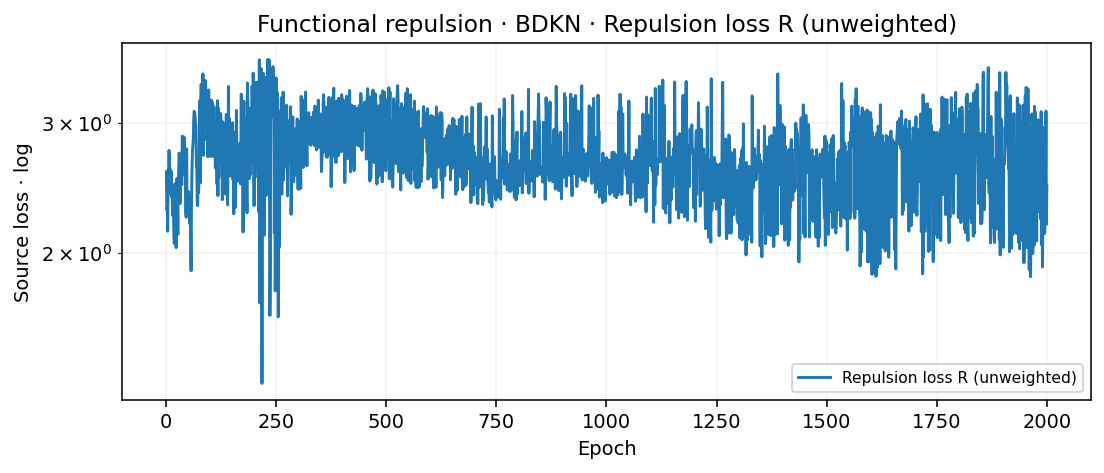 Functional repulsion · BDKN · Repulsion loss R (unweighted)
Source loss · log
3 × 10⁰
2 × 10⁰
Repulsion loss R (unweighted)
0 250 500 750 1000 1250 1500 1750 2000
Epoch